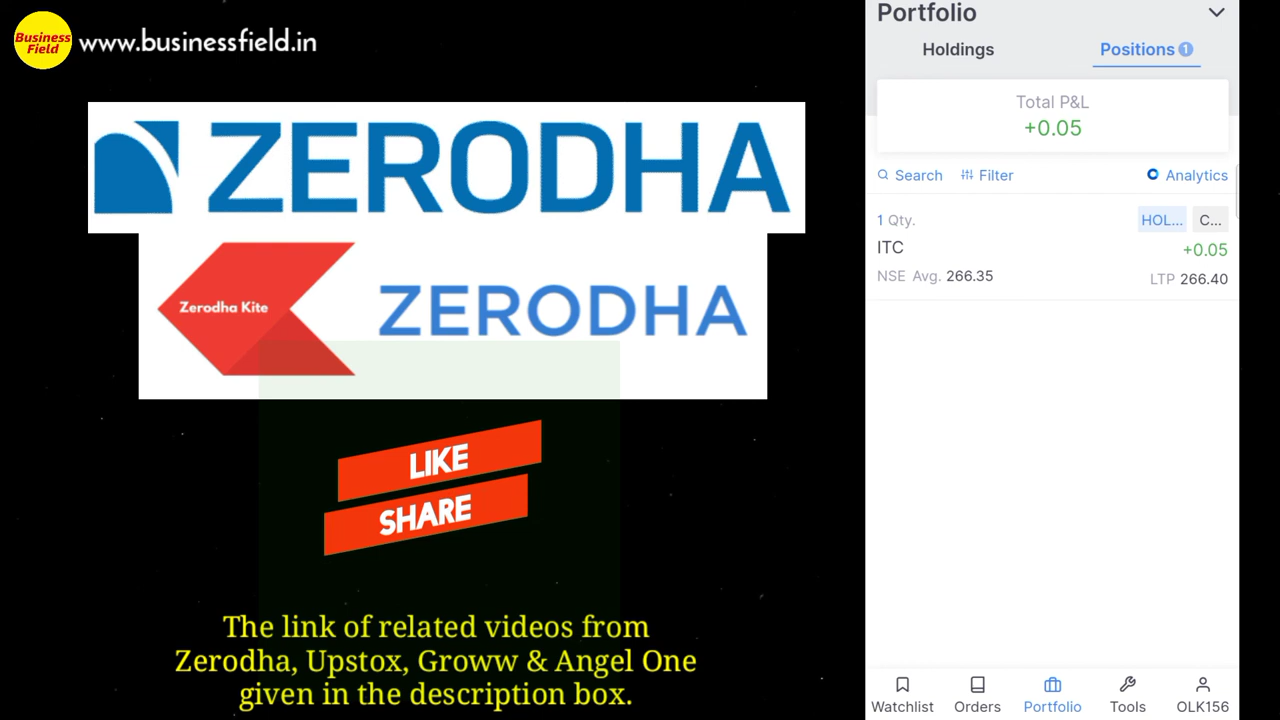 Business
Field
www.businessfield.in
ZERODHA
Zerodha Kite
ZERODHA
LIKE
SHARE
The link of related videos from
Zerodha, Upstox, Groww & Angel One
given in the description box.
Portfolio
Holdings
Positions 1
Total P&L
+0.05
Search
Filter
Analytics
1 Qty.
HOL... C...
ITC
+0.05
NSE Avg. 266.35
LTP 266.40
Watchlist
Orders
Portfolio
Tools
OLK156